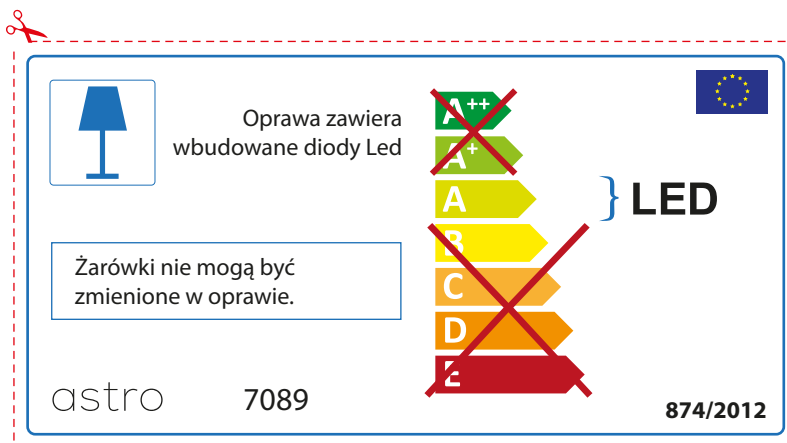 Oprawa zawiera
wbudowane diody Led
A++
A+
A
B
C
D
E
LED
Żarówki nie mogą być
zmienione w oprawie.
astro 7089
874/2012